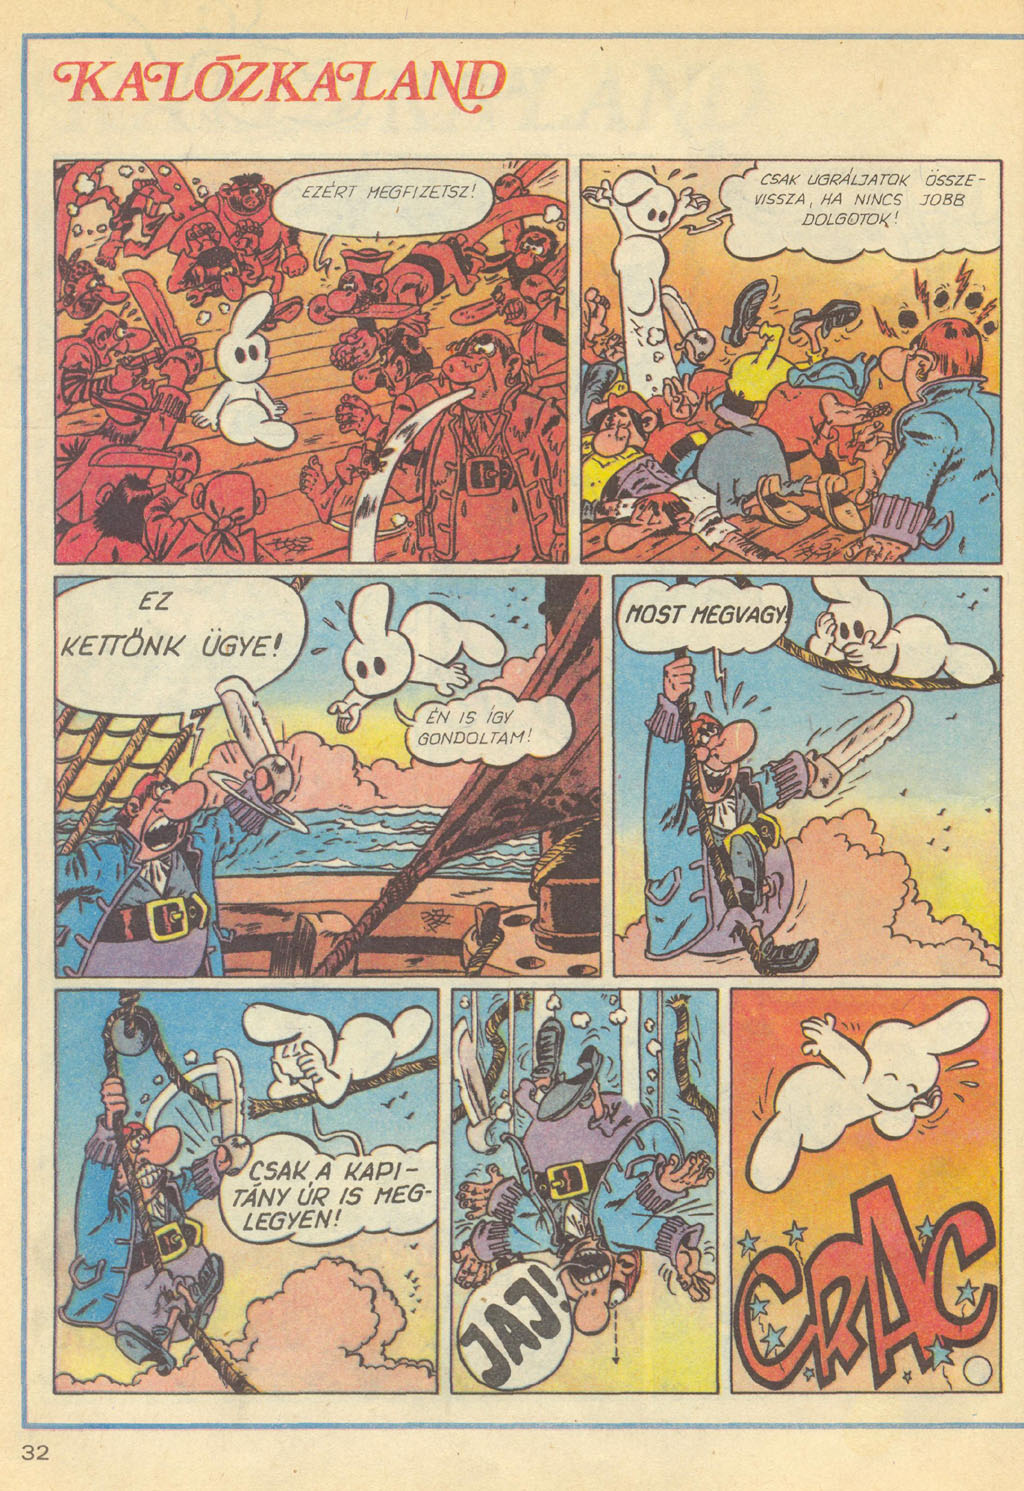 KALÓZKALAND
EZÉRT MEGFIZETSZ!
CSAK UGRÁLJATOK ÖSSZE-
VISSZA, HA NINCS JOBB
DOLGOTOK!
EZ
KETTŐNK ÜGYE!
ÉN IS ÍGY
GONDOLTAM!
MOST MEGVAGY!
CSAK A KAPI-
TÁNY ÚR IS MEG-
LEGYEN!
JAJ!
CRAC
32